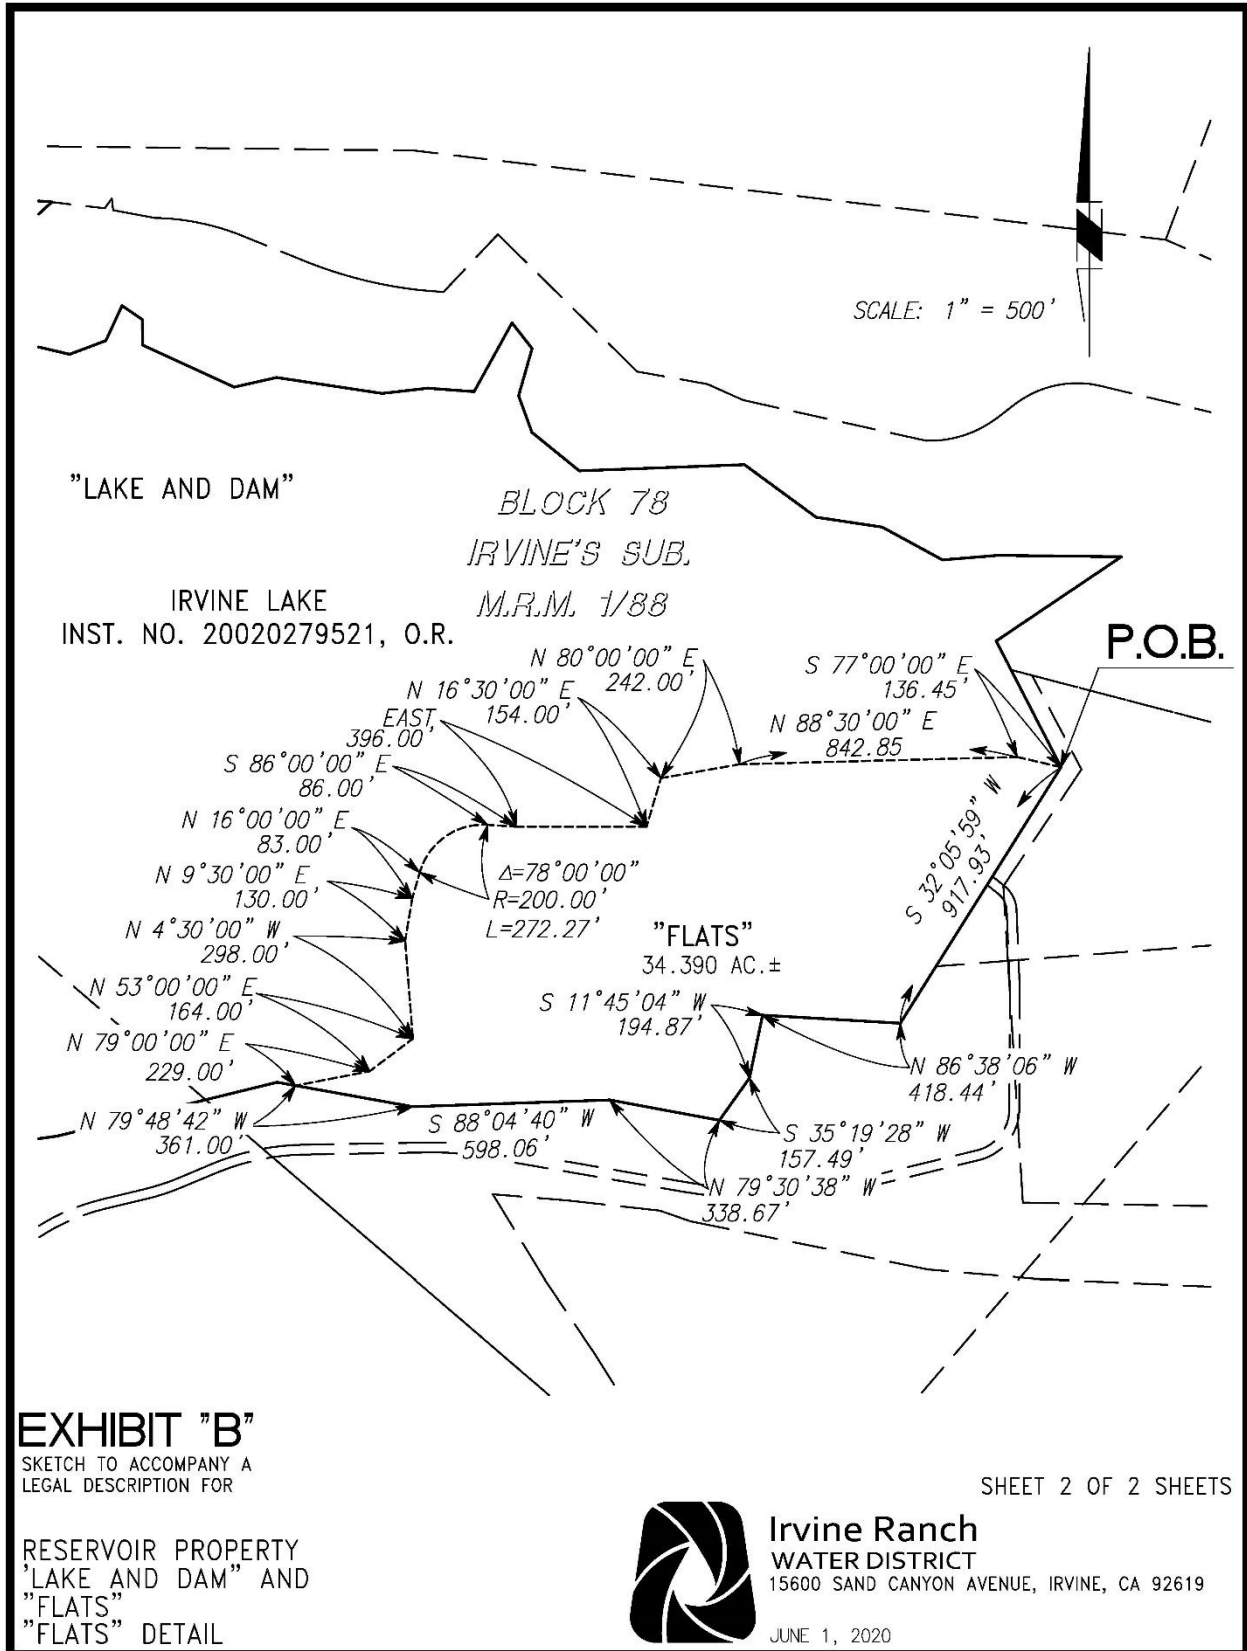 SCALE: 1" = 500'
"LAKE AND DAM"
BLOCK 78
IRVINE'S SUB.
M.R.M. 1/88
IRVINE LAKE
INST. NO. 20020279521, O.R.
P.O.B.
N 80°00'00" E
242.00'
S 77°00'00" E
136.45'
N 16°30'00" E
154.00'
N 88°30'00" E
842.85
EAST
396.00'
S 86°00'00" E
86.00'
N 16°00'00" E
83.00'
N 9°30'00" E
130.00'
Δ=78°00'00"
R=200.00'
L=272.27'
S 32°05'59" W
917.93'
N 4°30'00" W
298.00'
"FLATS"
34.390 AC.±
N 53°00'00" E
164.00'
S 11°45'04" W
194.87'
N 79°00'00" E
229.00'
N 86°38'06" W
418.44'
N 79°48'42" W
361.00'
S 88°04'40" W
598.06'
S 35°19'28" W
157.49'
N 79°30'38" W
338.67'
EXHIBIT "B"
SKETCH TO ACCOMPANY A
LEGAL DESCRIPTION FOR
SHEET 2 OF 2 SHEETS
RESERVOIR PROPERTY
'LAKE AND DAM" AND
"FLATS"
"FLATS" DETAIL
Irvine Ranch
WATER DISTRICT
15600 SAND CANYON AVENUE, IRVINE, CA 92619
JUNE 1, 2020